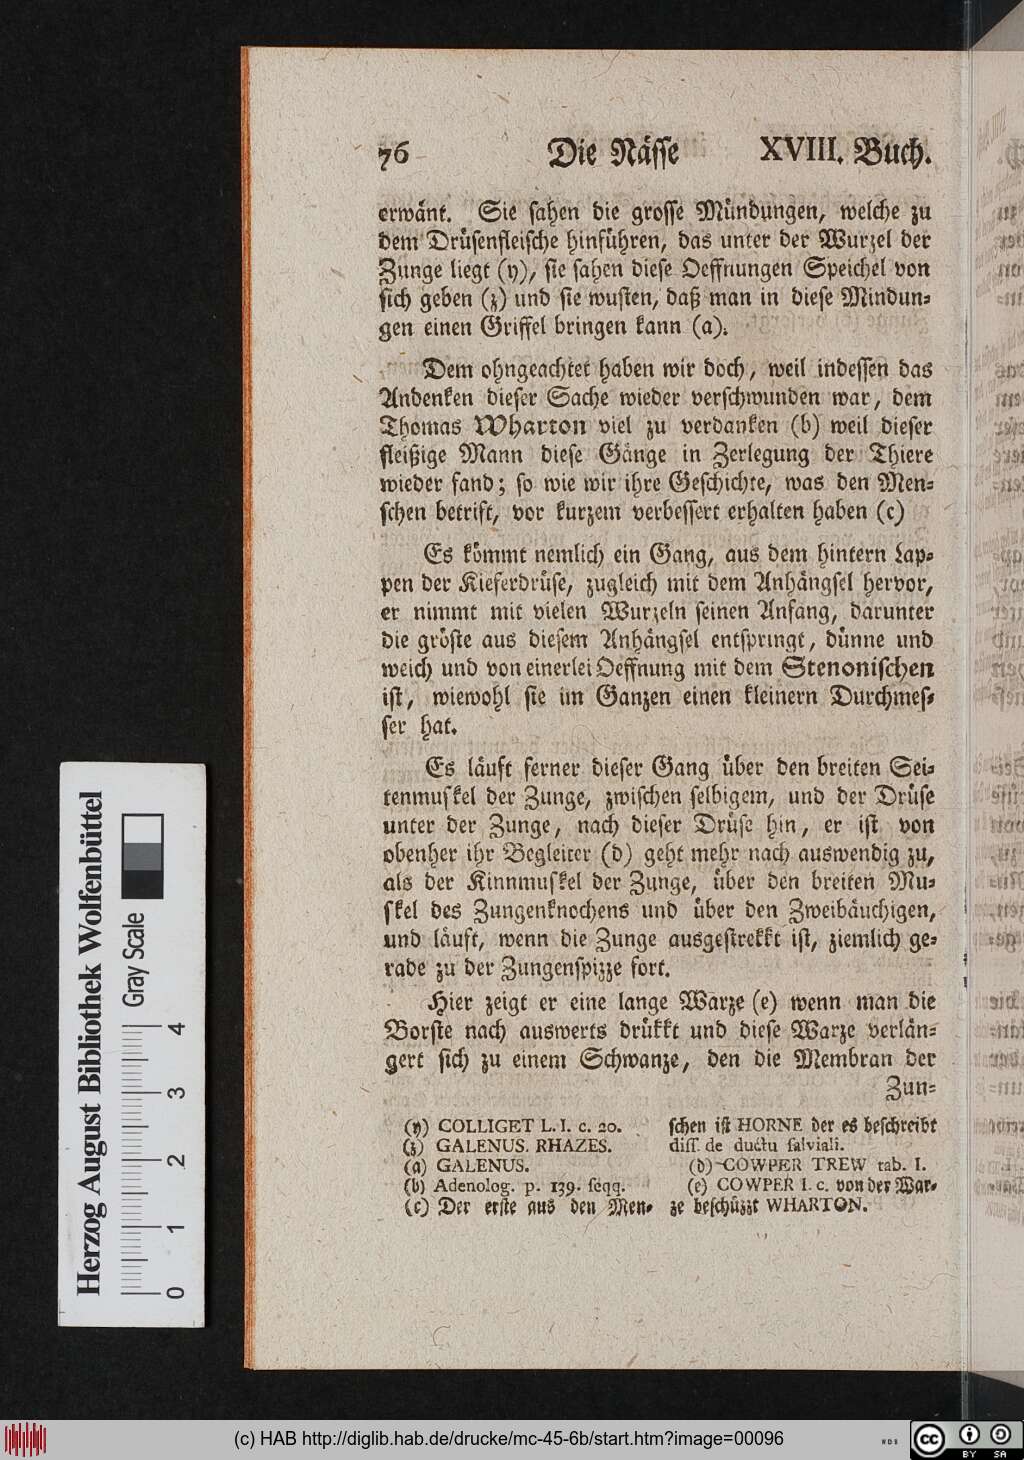 76 Die Nässe XVIII. Buch.
erwänt. Sie sahen die grosse Mündungen, welche zu
dem Drüsenfleische hinführen, das unter der Wurzel der
Zunge liegt (y), sie sahen diese Oeffnungen Speichel von
sich geben (z) und sie wusten, daß man in diese Mindun-
gen einen Griffel bringen kann (a).
Dem ohngeachtet haben wir doch, weil indessen das
Andenken dieser Sache wieder verschwunden war, dem
Thomas Wharton viel zu verdanken (b) weil dieser
fleißige Mann diese Gänge in Zerlegung der Thiere
wieder fand; so wie wir ihre Geschichte, was den Men-
schen betrift, vor kurzem verbessert erhalten haben (c)
Es kömmt nemlich ein Gang, aus dem hintern Lap-
pen der Kieferdrüse, zugleich mit dem Anhängsel hervor,
er nimmt mit vielen Wurzeln seinen Anfang, darunter
die gröste aus diesem Anhängsel entspringt, dünne und
weich und von einerlei Oeffnung mit dem Stenonischen
ist, wiewohl sie im Ganzen einen kleinern Durchmes-
ser hat.
Es läuft ferner dieser Gang über den breiten Sei-
tenmuskel der Zunge, zwischen selbigem, und der Drüse
unter der Zunge, nach dieser Drüse hin, er ist von
obenher ihr Begleiter (d) geht mehr nach auswendig zu,
als der Kinnmuskel der Zunge, über den breiten Mu-
skel des Zungenknochens und über den Zweibäuchigen,
und läuft, wenn die Zunge ausgestrekkt ist, ziemlich ge-
rade zu der Zungenspizze fort.
Hier zeigt er eine lange Warze (e) wenn man die
Borste nach auswerts drükkt und diese Warze verlän-
gert sich zu einem Schwanze, den die Membran der
Zun-
(y) COLLIGET L. I. c. 20.
(z) GALENUS. RHAZES.
(a) GALENUS.
(b) Adenolog. p. 139. seqq.
(c) Der erste aus den Men-
schen ist HORNE der es beschreibt
diss. de ductu salviali.
(d) COWPER TREW tab. I.
(e) COWPER I. c. von der War-
ze beschüzzt WHARTON.
Herzog August Bibliothek Wolfenbüttel
Gray Scale
0 1 2 3 4
(c) HAB http://diglib.hab.de/drucke/mc-45-6b/start.htm?image=00096
cc BY SA